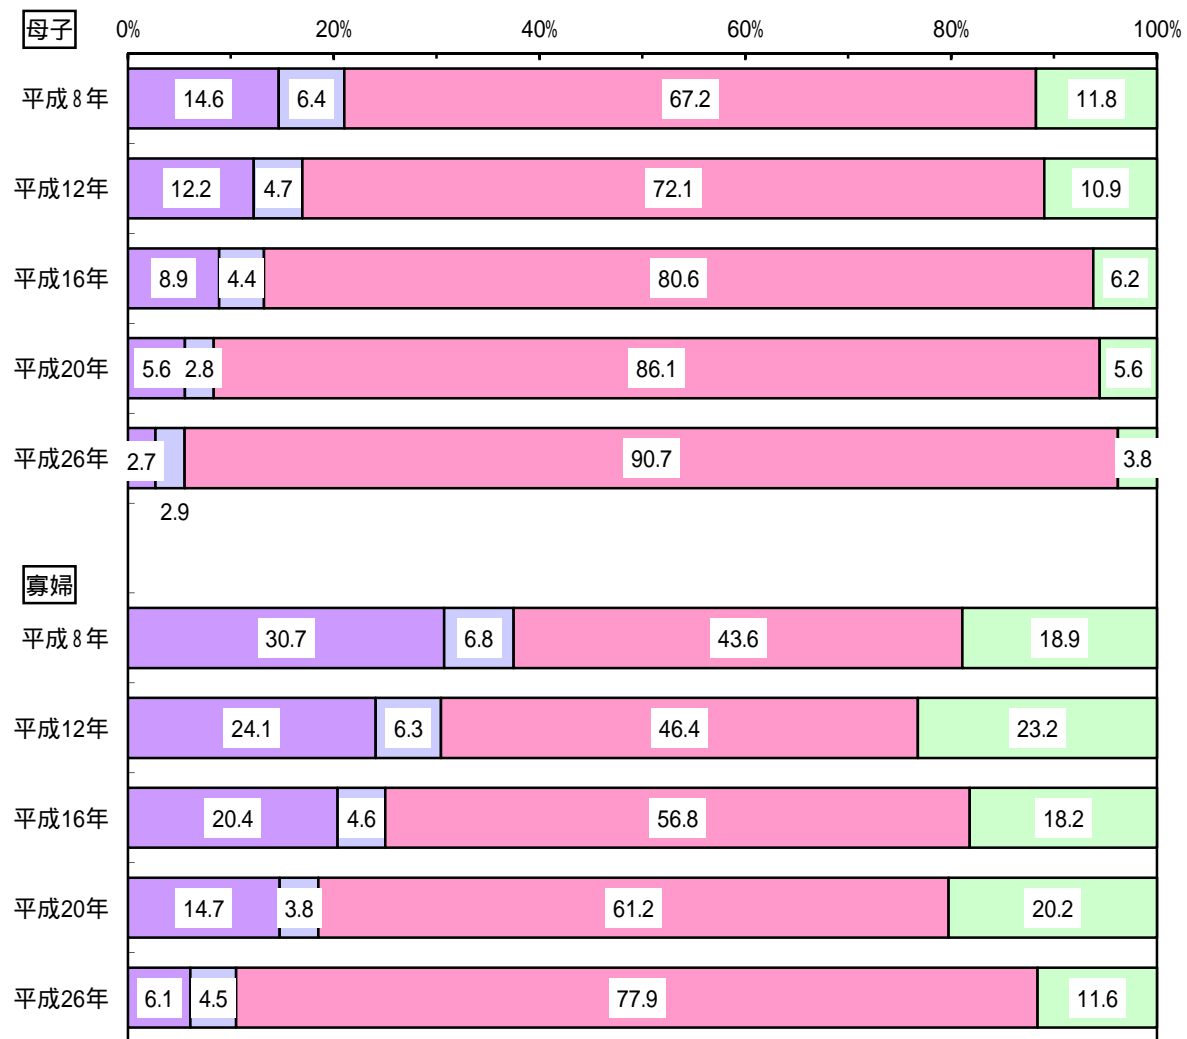 母子 0% 20% 40% 60% 80% 100%
平成8年 14.6 6.4 67.2 11.8
平成12年 12.2 4.7 72.1 10.9
平成16年 8.9 4.4 80.6 6.2
平成20年 5.6 2.8 86.1 5.6
平成26年 2.7 90.7 3.8
2.9
寡婦
平成8年 30.7 6.8 43.6 18.9
平成12年 24.1 6.3 46.4 23.2
平成16年 20.4 4.6 56.8 18.2
平成20年 14.7 3.8 61.2 20.2
平成26年 6.1 4.5 77.9 11.6